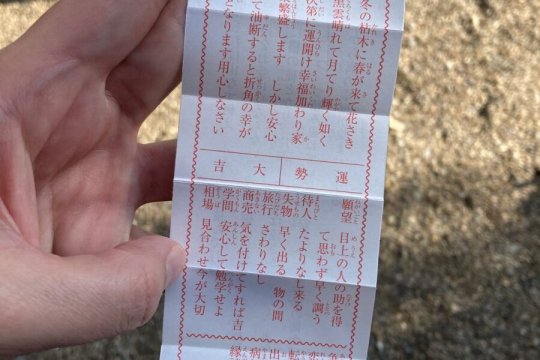 冬の枯木に春が来て花さき
黒雲晴れて月てり輝く如く
次第に運開け幸福加わり家
繁盛します しかし安心
て油断すると折角の幸が
となります用心しなさい
運勢
大吉
願望 目上の人の助を得
て思わず早く調う
待人 たよりなし来る
失物 早く出る 物の間
旅行 さわりなし
商売 気を付けてすれば吉
学問 安心して勉学せよ
相場 見合わせ今が大切
出
病
縁